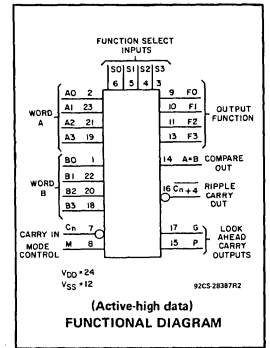 FUNCTION SELECT
INPUTS
S0 S1 S2 S3
6 5 4 3
WORD
A
A0 2
A1 23
A2 21
A3 19
WORD
B
B0 1
B1 22
B2 20
B3 18
CARRY IN Cn 7
MODE
CONTROL M 8
9 F0
10 F1
11 F2
13 F3
OUTPUT
FUNCTION
14 A=B COMPARE
OUT
16 Cn+4 RIPPLE
CARRY
OUT
17 G
15 P
LOOK
AHEAD
CARRY
OUTPUTS
VDD = 24
VSS = 12
92CS-28387R2
(Active-high data)
FUNCTIONAL DIAGRAM